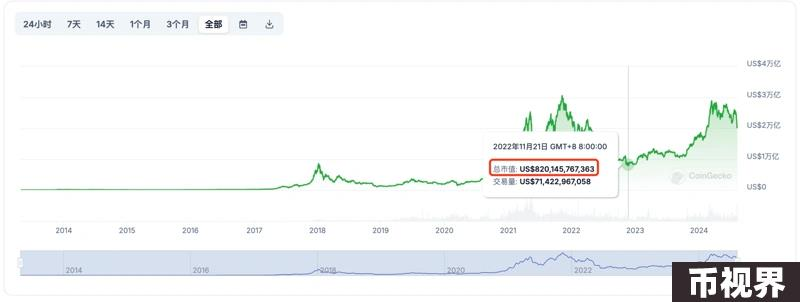 24小时 7天 14天 1个月 3个月 全部
US$4万亿
US$3万亿
US$2万亿
US$1万亿
US$0
2022年11月21日 GMT+8 8:00:00
总市值: US$820,145,767,363
交易量: US$71,422,967,058
CoinGecko
2014 2015 2016 2017 2018 2019 2020 2021 2022 2023 2024
2014 2016 2018 2020 2022 2024
币视界